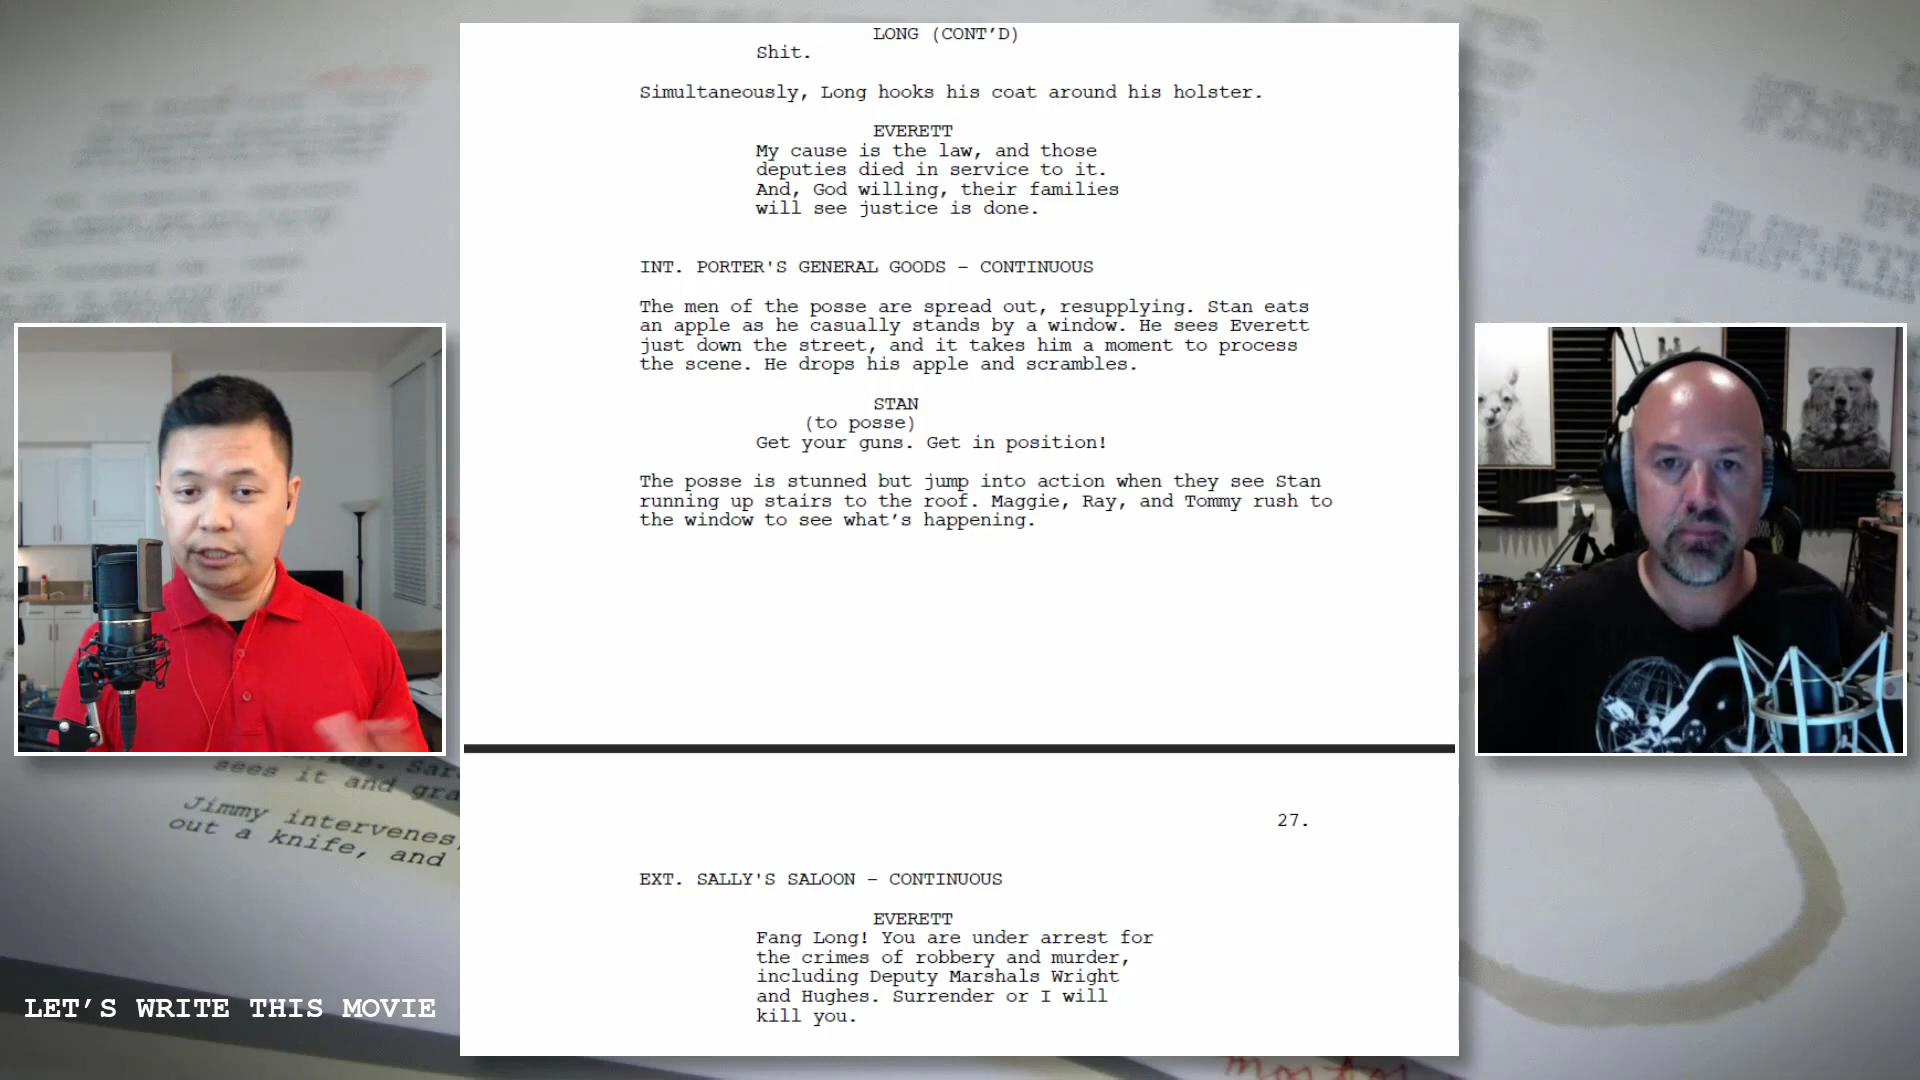 LONG (CONT'D)
Shit.
Simultaneously, Long hooks his coat around his holster.
EVERETT
My cause is the law, and those
deputies died in service to it.
And, God willing, their families
will see justice is done.
INT. PORTER'S GENERAL GOODS – CONTINUOUS
The men of the posse are spread out, resupplying. Stan eats
an apple as he casually stands by a window. He sees Everett
just down the street, and it takes him a moment to process
the scene. He drops his apple and scrambles.
STAN
(to posse)
Get your guns. Get in position!
The posse is stunned but jump into action when they see Stan
running up stairs to the roof. Maggie, Ray, and Tommy rush to
the window to see what's happening.
27.
EXT. SALLY'S SALOON – CONTINUOUS
EVERETT
Fang Long! You are under arrest for
the crimes of robbery and murder,
including Deputy Marshals Wright
and Hughes. Surrender or I will
kill you.
sees it and gra
Jimmy intervenes
out a knife, and
LET'S WRITE THIS MOVIE